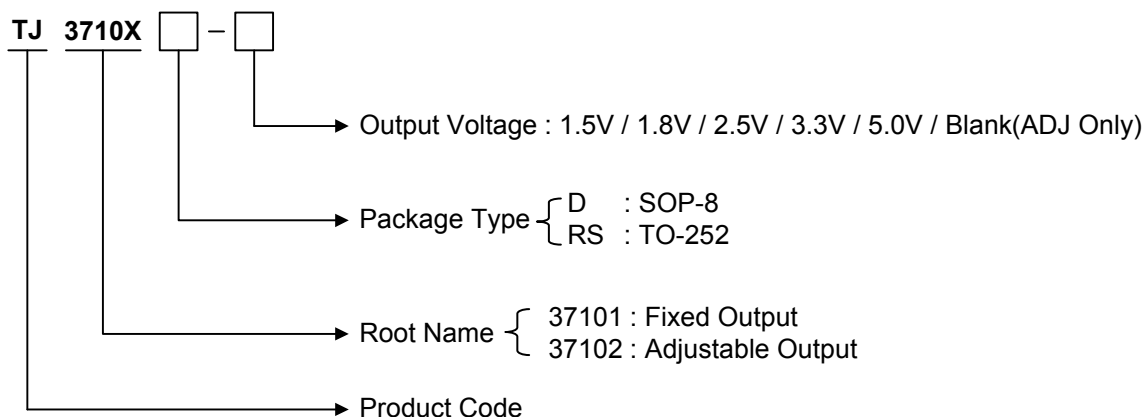 TJ 3710X –
Output Voltage : 1.5V / 1.8V / 2.5V / 3.3V / 5.0V / Blank(ADJ Only)
Package Type
D : SOP-8
RS : TO-252
Root Name
37101 : Fixed Output
37102 : Adjustable Output
Product Code